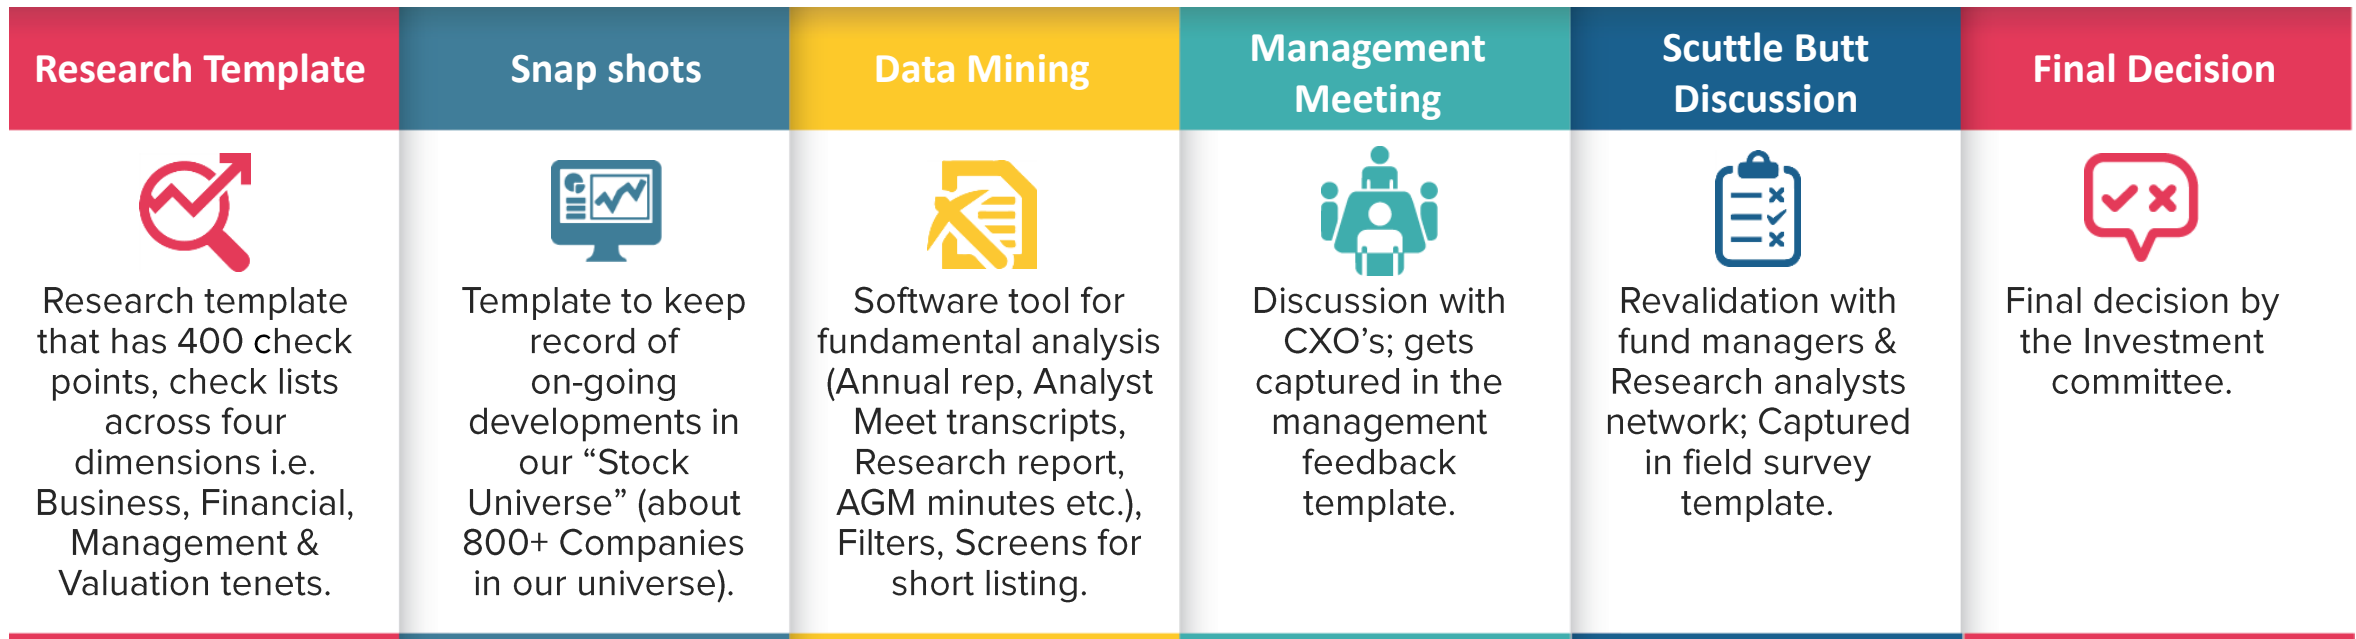 Research Template
Research template
that has 400 check
points, check lists
across four
dimensions i.e.
Business, Financial,
Management &
Valuation tenets.
Snap shots
Template to keep
record of
on-going
developments in
our “Stock
Universe” (about
800+ Companies
in our universe).
Data Mining
Software tool for
fundamental analysis
(Annual rep, Analyst
Meet transcripts,
Research report,
AGM minutes etc.),
Filters, Screens for
short listing.
Management
Meeting
Discussion with
CXO’s; gets
captured in the
management
feedback
template.
Scuttle Butt
Discussion
Revalidation with
fund managers &
Research analysts
network; Captured
in field survey
template.
Final Decision
Final decision by
the Investment
committee.